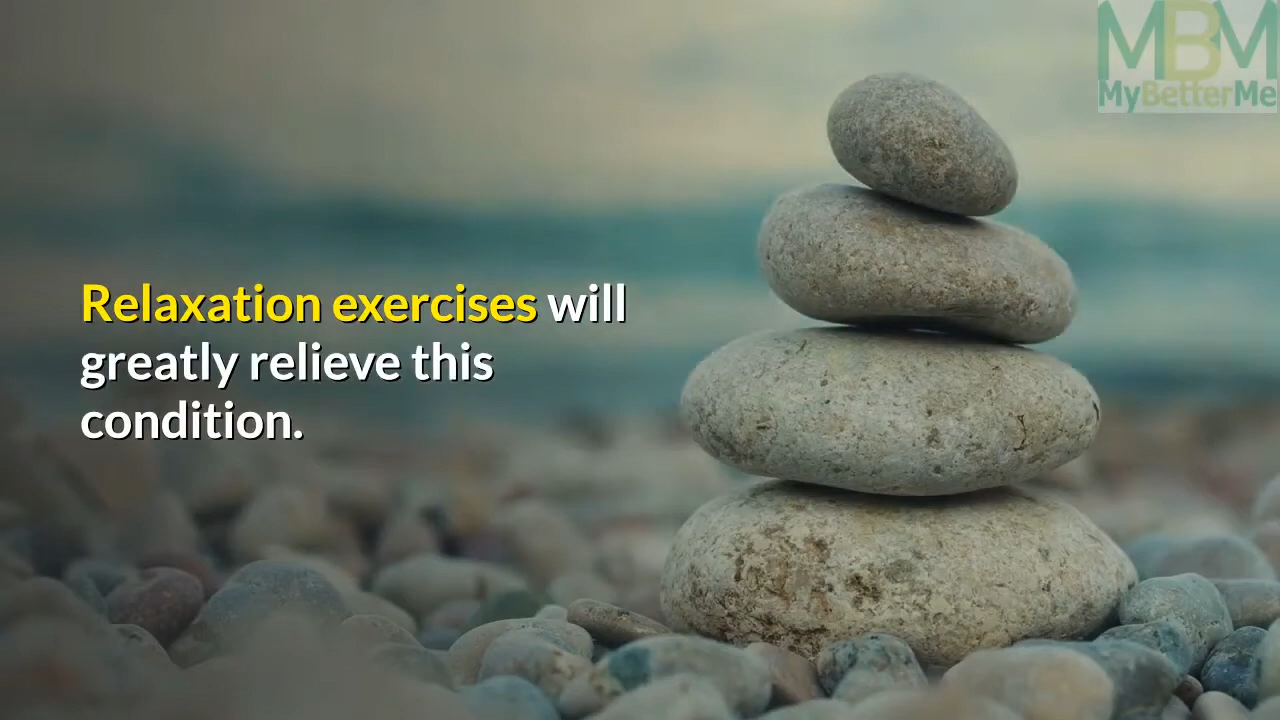 MBM
MyBetterMe
Relaxation exercises will
greatly relieve this
condition.